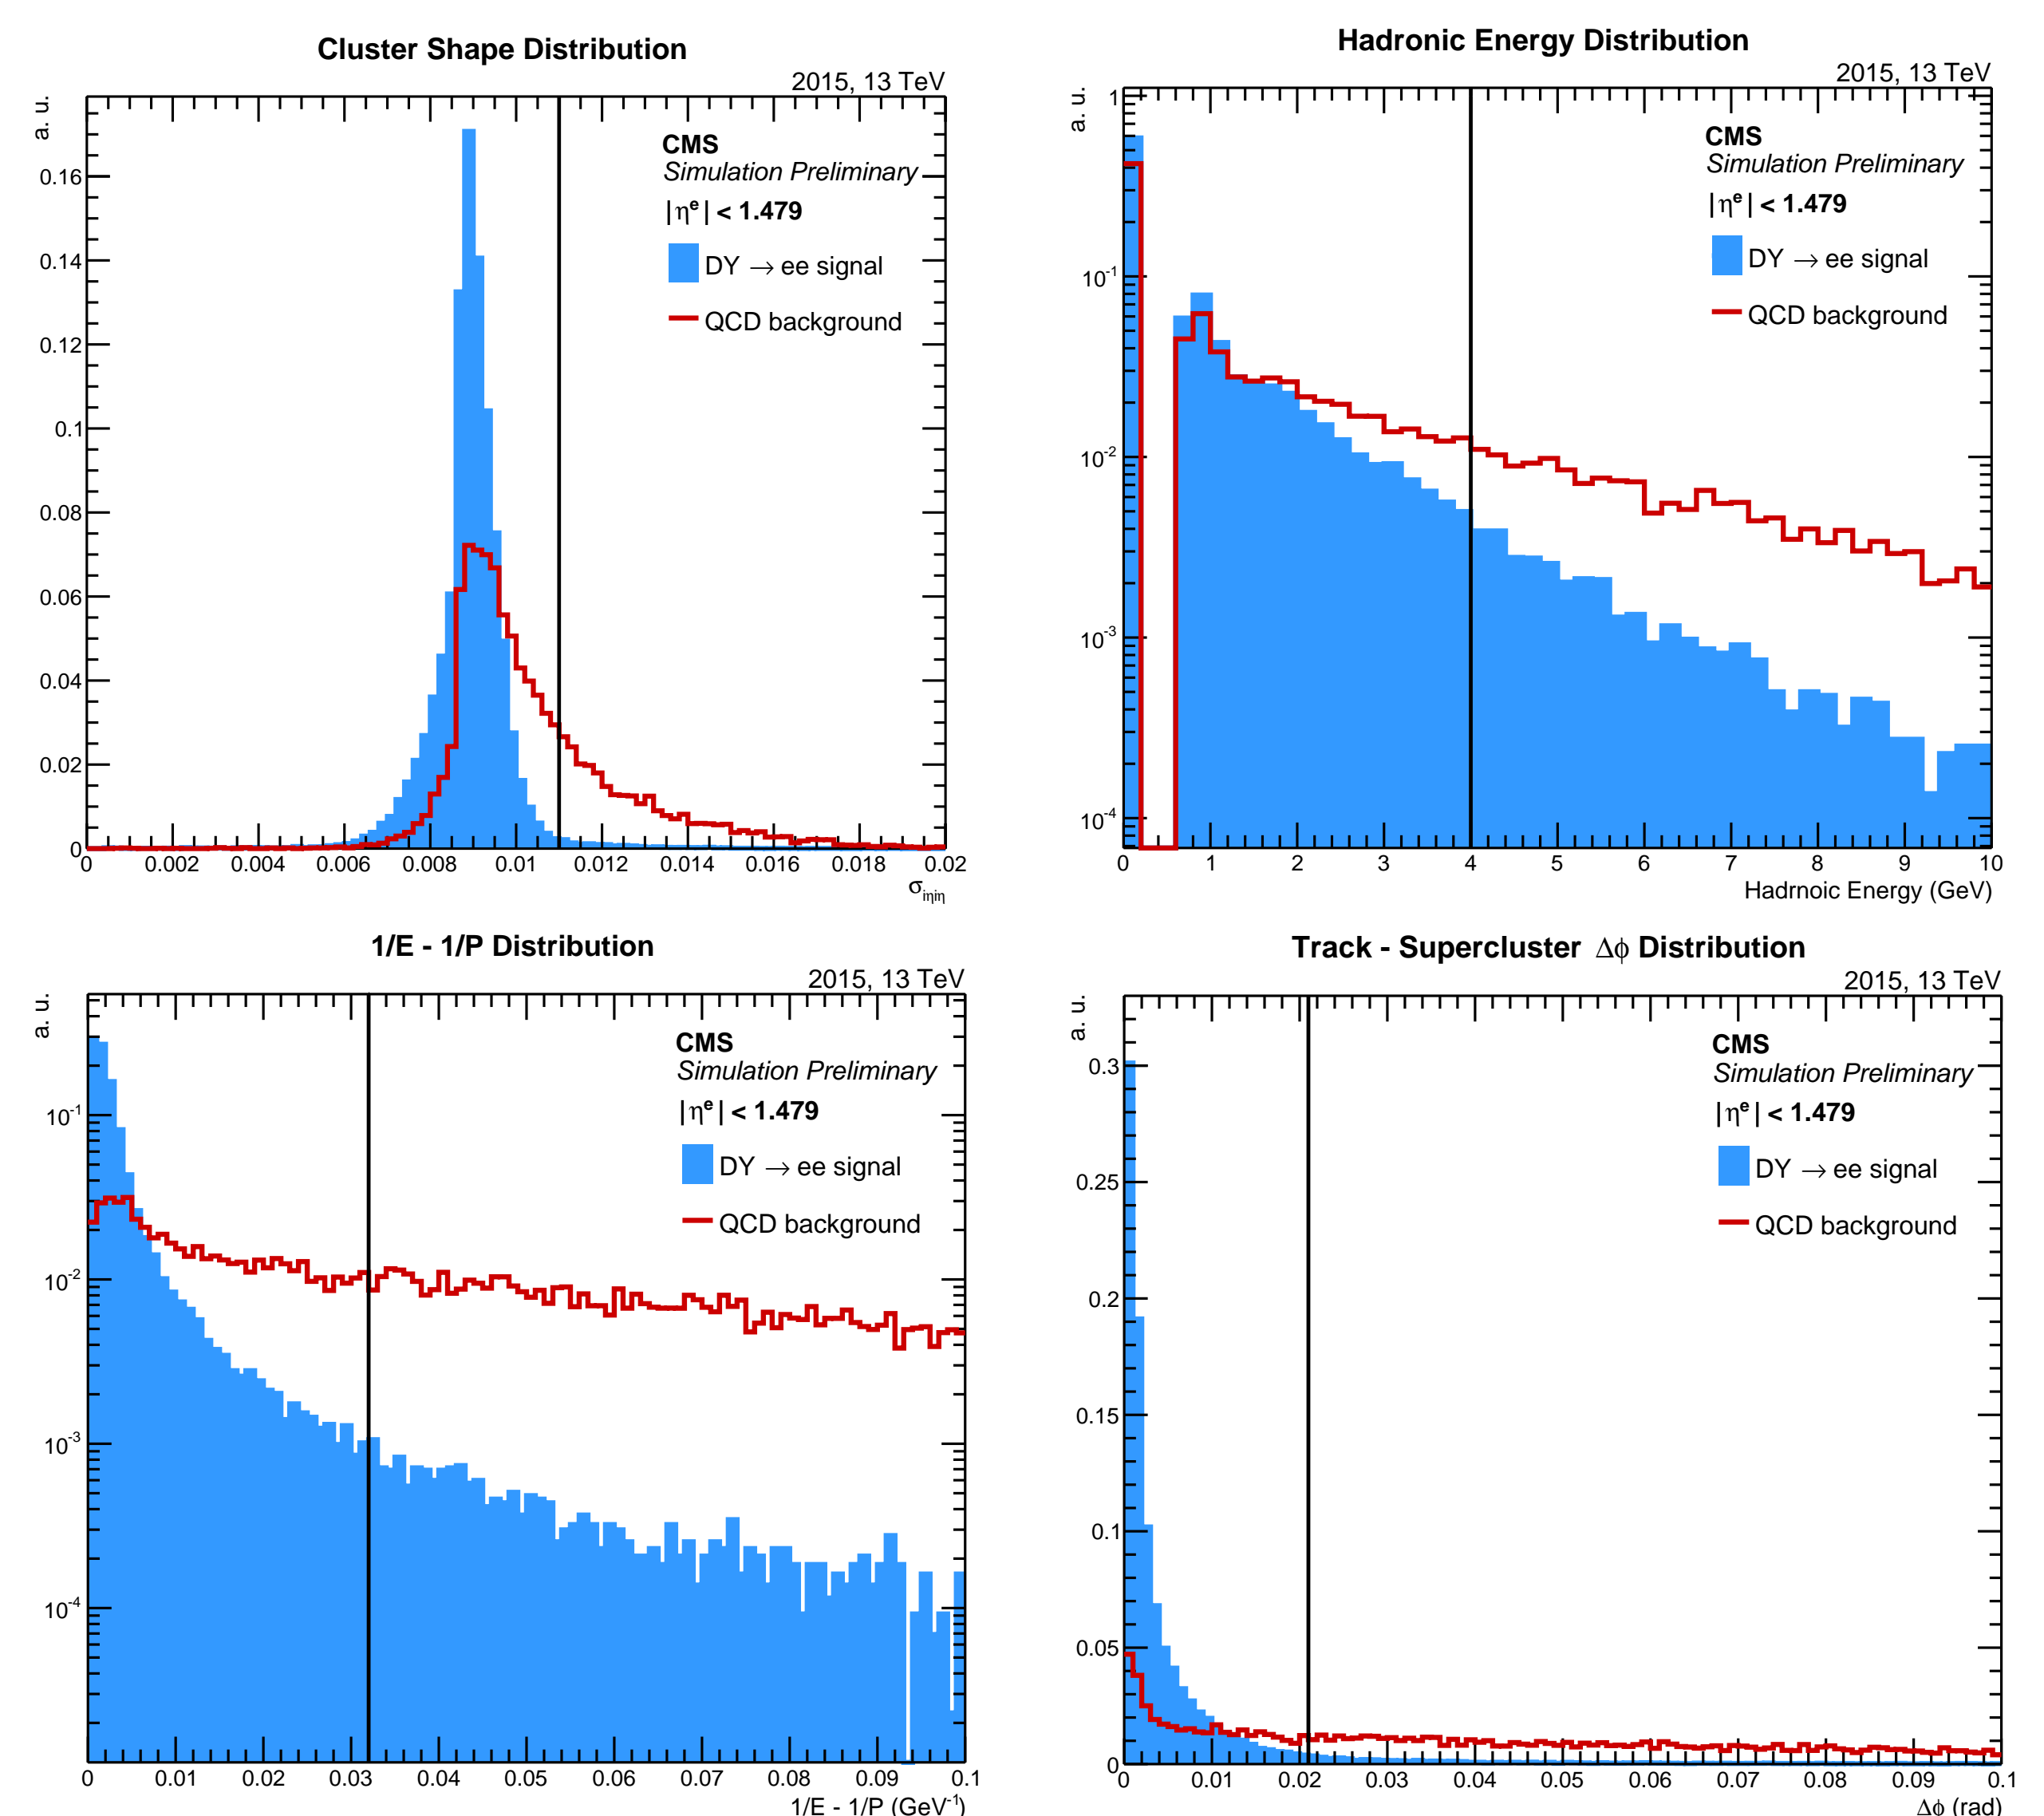 Cluster Shape Distribution
2015, 13 TeV
a. u.
CMS
Simulation Preliminary
|ηᵉ| < 1.479
DY → ee signal
QCD background
0.16
0.14
0.12
0.1
0.08
0.06
0.04
0.02
0
0 0.002 0.004 0.006 0.008 0.01 0.012 0.014 0.016 0.018 0.02
σiηiη
Hadronic Energy Distribution
2015, 13 TeV
a. u.
CMS
Simulation Preliminary
|ηᵉ| < 1.479
DY → ee signal
QCD background
1
10⁻¹
10⁻²
10⁻³
10⁻⁴
0 1 2 3 4 5 6 7 8 9 10
Hadrnoic Energy (GeV)
1/E - 1/P Distribution
2015, 13 TeV
a. u.
CMS
Simulation Preliminary
|ηᵉ| < 1.479
DY → ee signal
QCD background
10⁻¹
10⁻²
10⁻³
10⁻⁴
0 0.01 0.02 0.03 0.04 0.05 0.06 0.07 0.08 0.09 0.1
1/E - 1/P (GeV⁻¹)
Track - Supercluster Δϕ Distribution
2015, 13 TeV
a. u.
CMS
Simulation Preliminary
|ηᵉ| < 1.479
DY → ee signal
QCD background
0.3
0.25
0.2
0.15
0.1
0.05
0
0 0.01 0.02 0.03 0.04 0.05 0.06 0.07 0.08 0.09 0.1
Δϕ (rad)